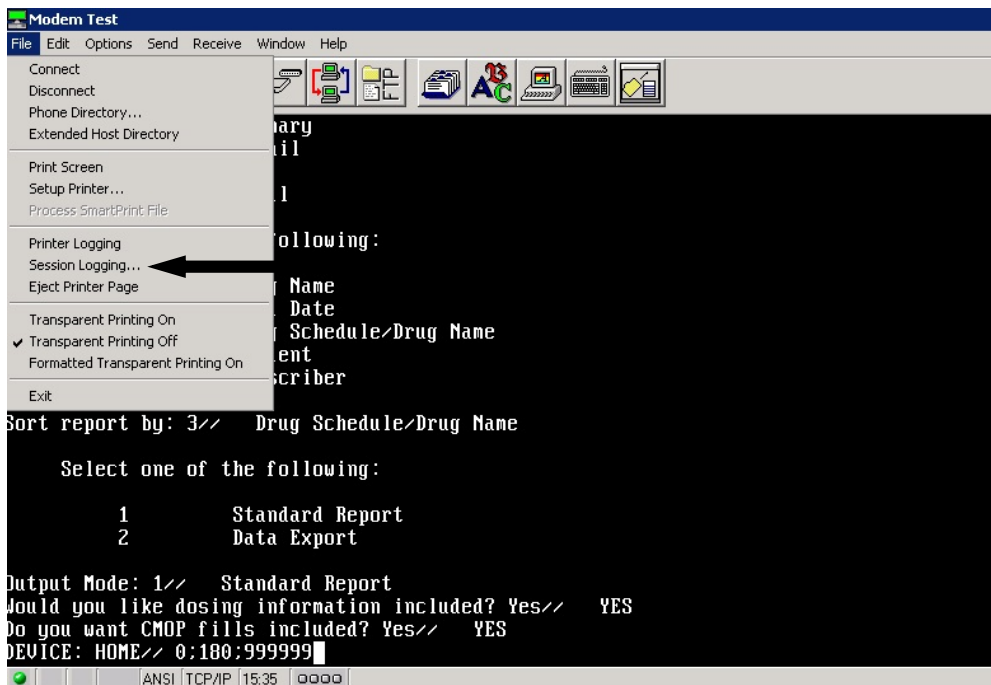 Modem Test
File Edit Options Send Receive Window Help
Connect
Disconnect
Phone Directory...
Extended Host Directory
Print Screen
Setup Printer...
Process SmartPrint File
Printer Logging
Session Logging...
Eject Printer Page
Transparent Printing On
Transparent Printing Off
Formatted Transparent Printing On
Exit
FTP
ABC
ary
il
l
ollowing:
Name
Date
Schedule/Drug Name
ent
scriber
Sort report by: 3// Drug Schedule/Drug Name
Select one of the following:
1 Standard Report
2 Data Export
Output Mode: 1// Standard Report
Would you like dosing information included? Yes// YES
Do you want CMOP fills included? Yes// YES
DEVICE: HOME// 0;180;999999
ANSI TCP/IP 15:35 0000